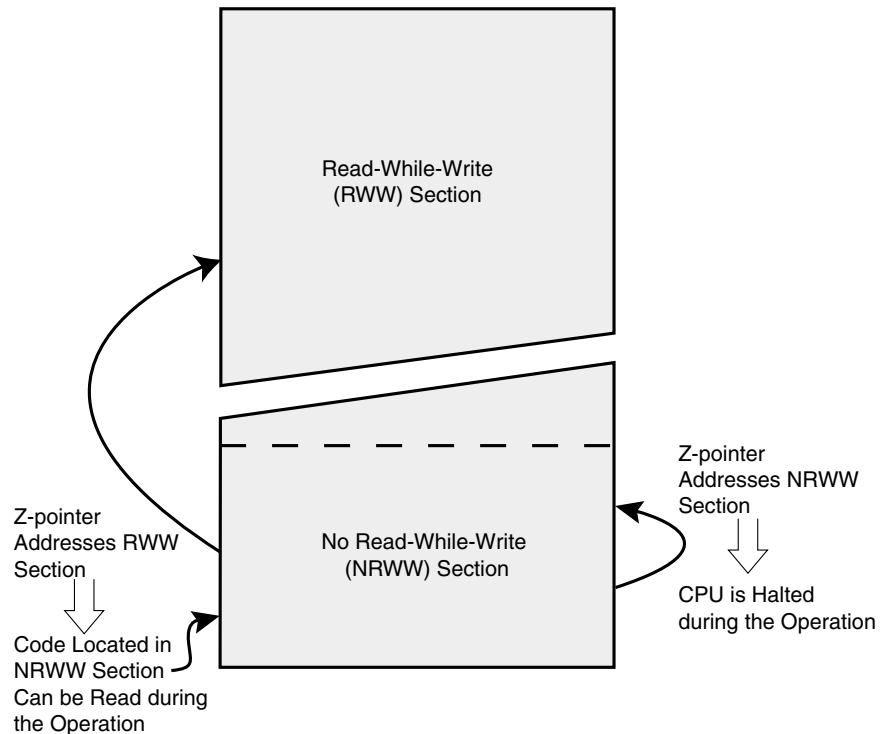 Read-While-Write
(RWW) Section
Z-pointer
Addresses NRWW
Section
Z-pointer
Addresses RWW
Section
No Read-While-Write
(NRWW) Section
CPU is Halted
during the Operation
Code Located in
NRWW Section
Can be Read during
the Operation